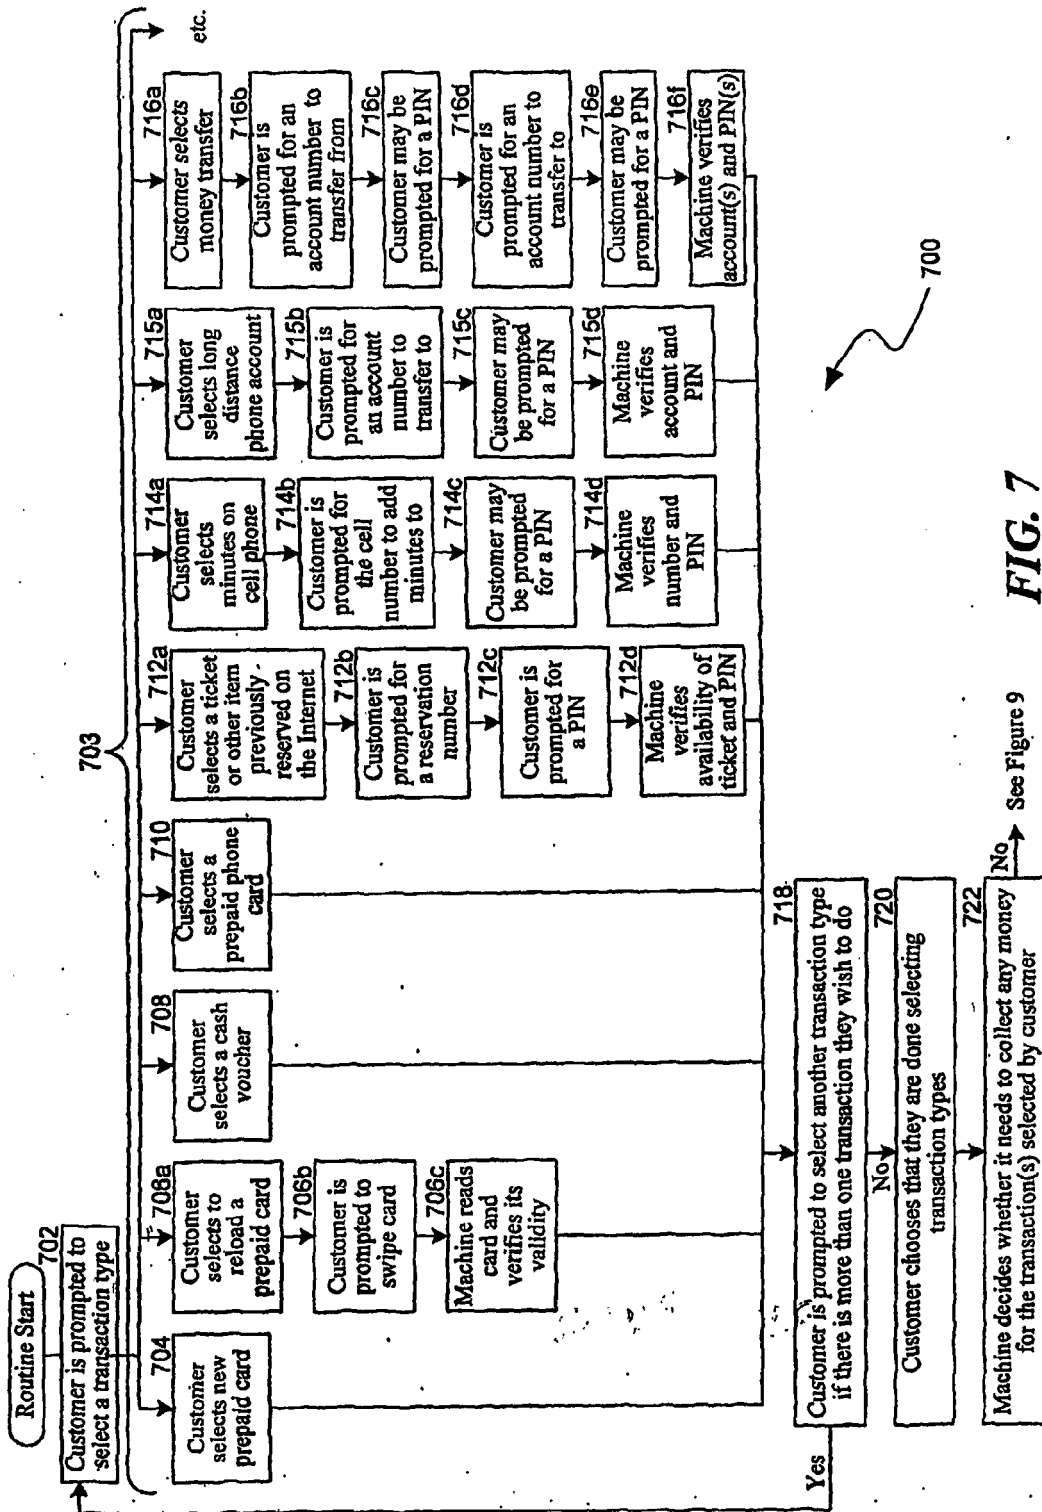 Routine Start
702
Customer is prompted to
select a transaction type
703
704
Customer
selects new
prepaid card
708a
Customer
selects to
reload a
prepaid card
706b
Customer is
prompted to
swipe card
706c
Machine reads
card and
verifies its
validity
708
Customer
selects a cash
voucher
710
Customer
selects a
prepaid phone
card
712a
Customer
selects a ticket
or other item
previously
reserved on
the Internet
712b
Customer is
prompted for
a reservation
number
712c
Customer is
prompted for
a PIN
712d
Machine
verifies
availability of
ticket and PIN
714a
Customer
selects
minutes on
cell phone
714b
Customer is
prompted for
the cell
number to add
minutes to
714c
Customer may
be prompted
for a PIN
714d
Machine
verifies
number and
PIN
715a
Customer
selects long
distance
phone account
715b
Customer is
prompted for
an account
number to
transfer to
715c
Customer may
be prompted
for a PIN
715d
Machine
verifies
account and
PIN
716a
Customer selects
money transfer
716b
Customer is
prompted for an
account number to
transfer from
716c
Customer may be
prompted for a PIN
716d
Customer is
prompted for an
account number to
transfer to
716e
Customer may be
prompted for a PIN
716f
Machine verifies
account(s) and PIN(s)
etc.
718
Customer is prompted to select another transaction type
if there is more than one transaction they wish to do
Yes
No
720
Customer chooses that they are done selecting
transaction types
722
Machine decides whether it needs to collect any money
for the transaction(s) selected by customer
No
See Figure 9
700
FIG. 7